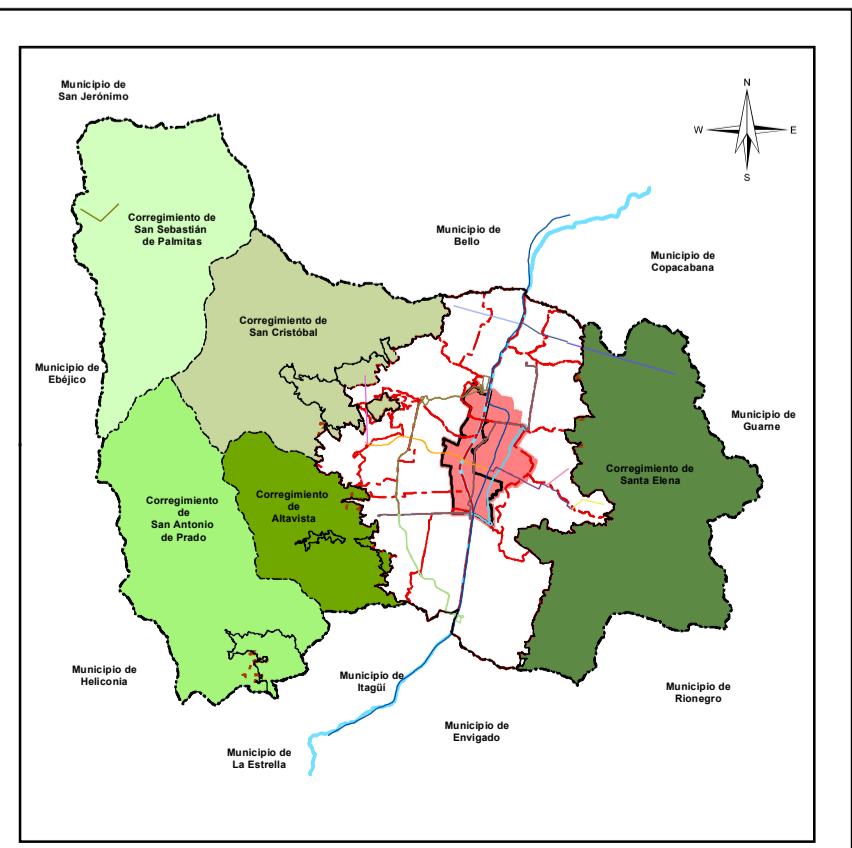 Municipio de
San Jerónimo
N
W
E
S
Corregimiento de
San Sebastián
de Palmitas
Municipio de
Bello
Municipio de
Copacabana
Corregimiento de
San Cristóbal
Municipio de
Ebéjico
Municipio de
Guarne
Corregimiento de
Santa Elena
Corregimiento
de
San Antonio
de Prado
Corregimiento
de
Altavista
Municipio de
Heliconia
Municipio de
Itagüí
Municipio de
Rionegro
Municipio de
Envigado
Municipio de
La Estrella